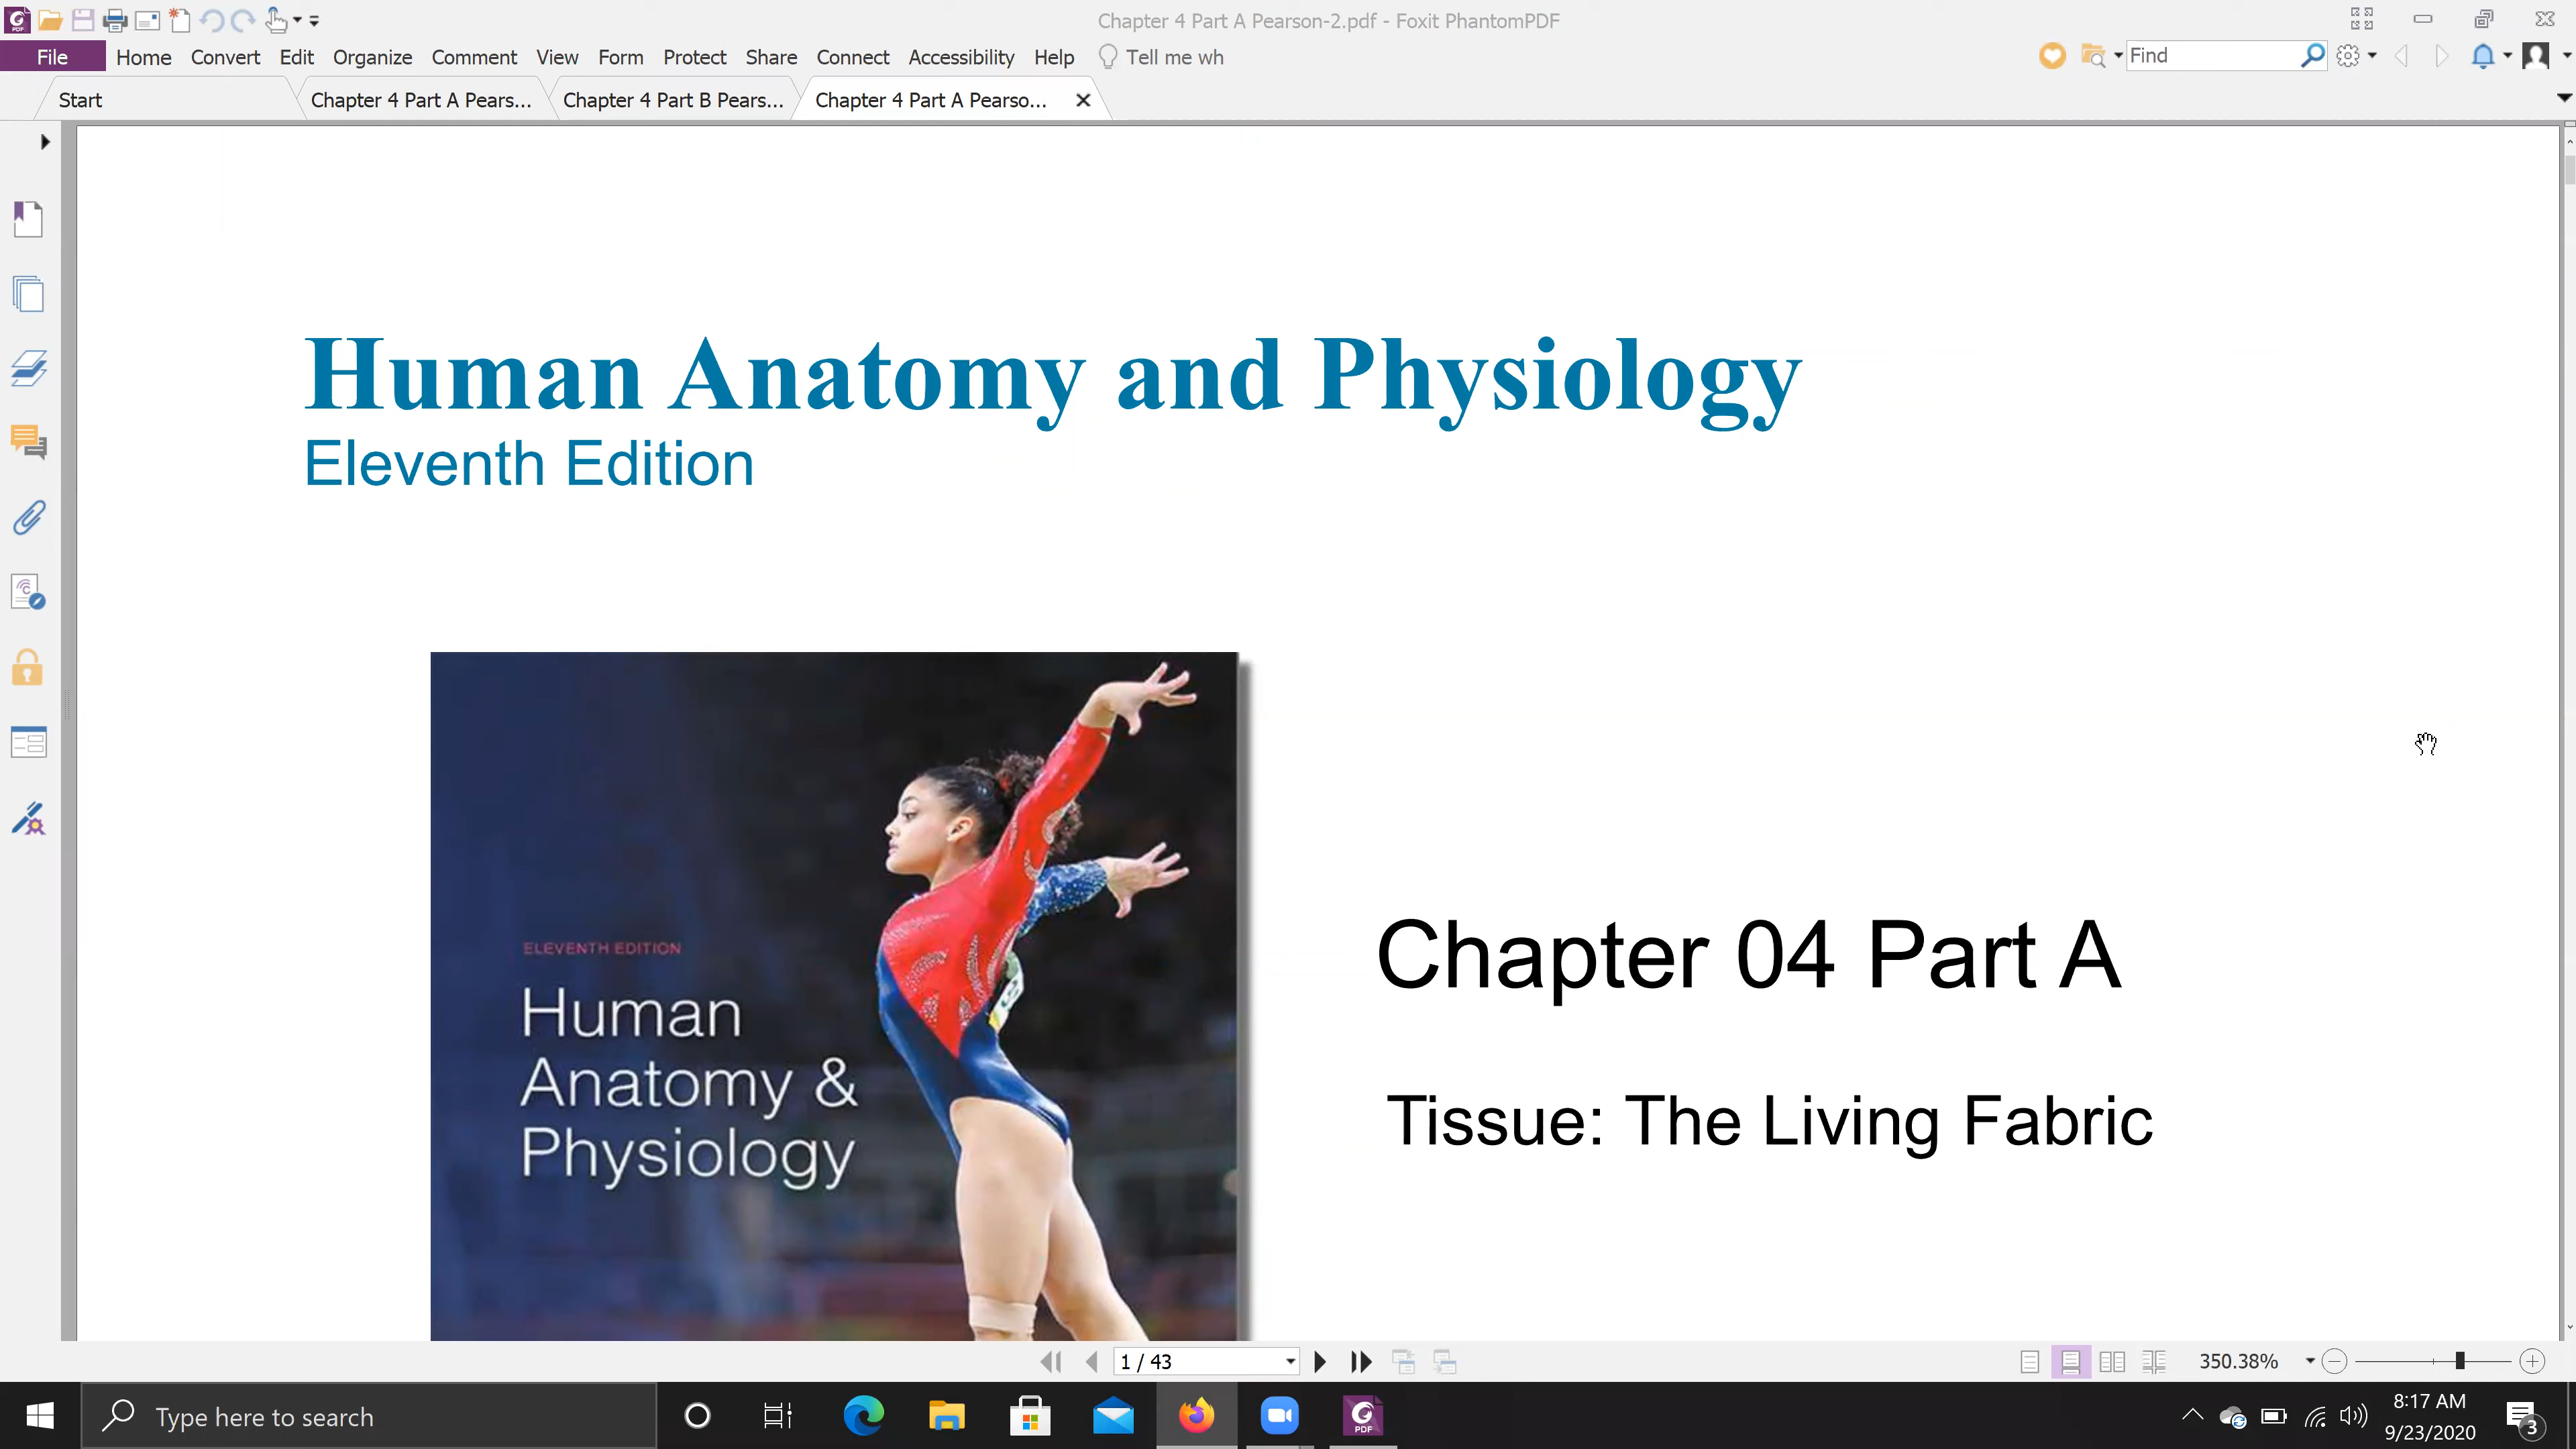 Chapter 4 Part A Pearson-2.pdf - Foxit PhantomPDF
File Home Convert Edit Organize Comment View Form Protect Share Connect Accessibility Help Tell me wh Find
Start Chapter 4 Part A Pears... Chapter 4 Part B Pears... Chapter 4 Part A Pearso...
Human Anatomy and Physiology
Eleventh Edition
ELEVENTH EDITION
Human
Anatomy &
Physiology
Chapter 04 Part A
Tissue: The Living Fabric
1 / 43
350.38%
Type here to search
PDF
8:17 AM
9/23/2020
3